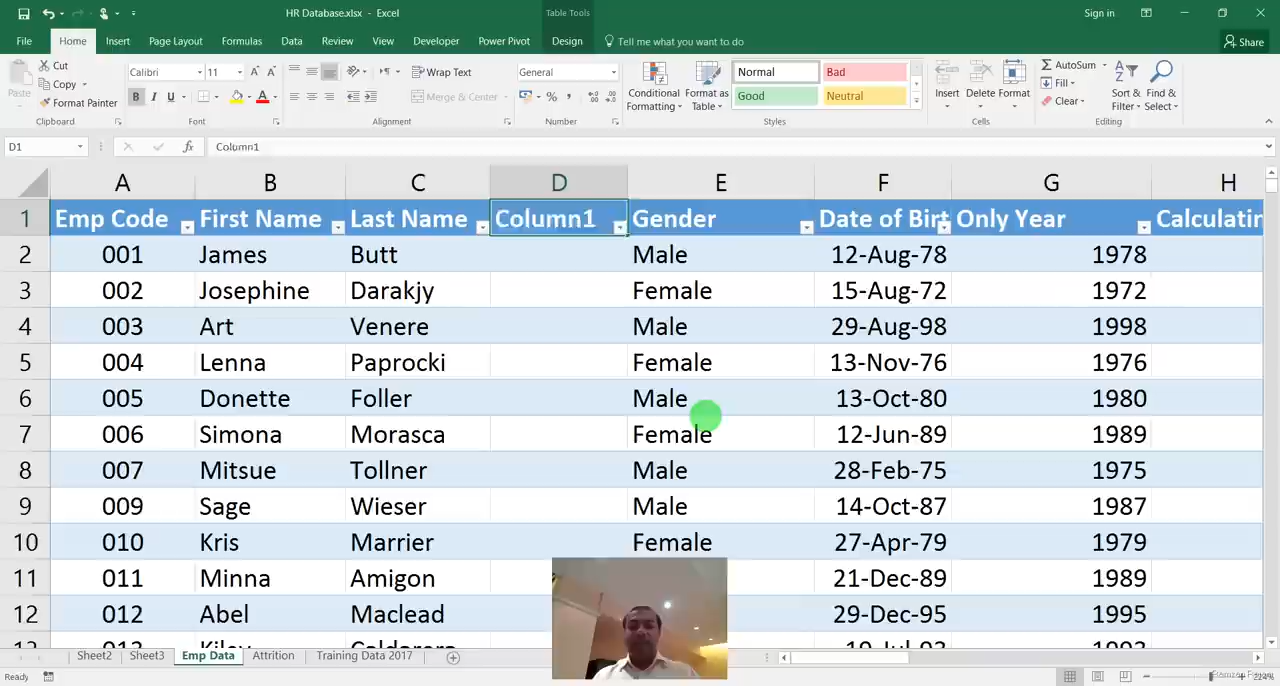 HR Database.xlsx - Excel
Table Tools
Sign in
File Home Insert Page Layout Formulas Data Review View Developer Power Pivot Design Tell me what you want to do Share
Paste Cut Copy Format Painter Clipboard
Calibri 11 A A B I U A Font
Wrap Text Merge & Center Alignment
General % , Number
Conditional Formatting Format as Table Normal Bad Good Neutral Styles
Insert Delete Format Cells
AutoSum Fill Clear Sort & Filter Find & Select Editing
D1 fx Column1
A B C D E F G H
1 Emp Code First Name Last Name Column1 Gender Date of Birt Only Year Calculatin
2 001 James Butt Male 12-Aug-78 1978
3 002 Josephine Darakjy Female 15-Aug-72 1972
4 003 Art Venere Male 29-Aug-98 1998
5 004 Lenna Paprocki Female 13-Nov-76 1976
6 005 Donette Foller Male 13-Oct-80 1980
7 006 Simona Morasca Female 12-Jun-89 1989
8 007 Mitsue Tollner Male 28-Feb-75 1975
9 009 Sage Wieser Male 14-Oct-87 1987
10 010 Kris Marrier Female 27-Apr-79 1979
11 011 Minna Amigon 21-Dec-89 1989
12 012 Abel Maclead 29-Dec-95 1995
Sheet2 Sheet3 Emp Data Attrition Training Data 2017
Ready